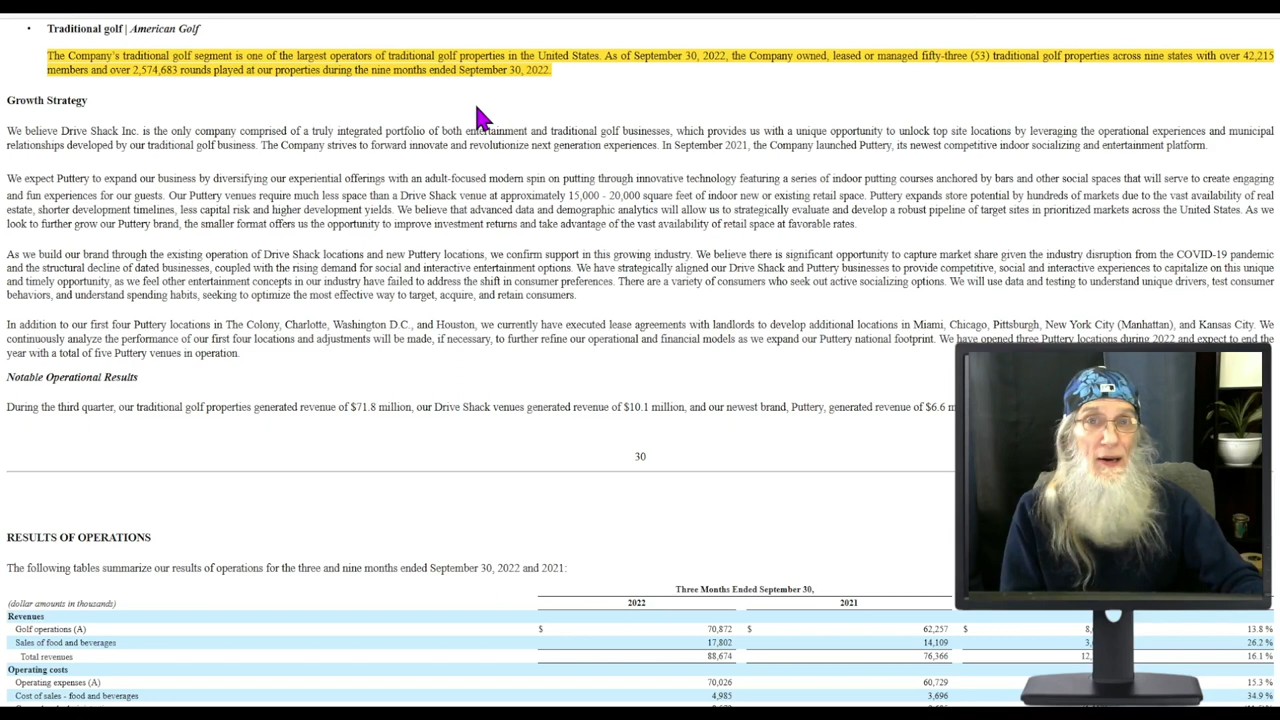 • Traditional golf | American Golf
The Company's traditional golf segment is one of the largest operators of traditional golf properties in the United States. As of September 30, 2022, the Company owned, leased or managed fifty-three (53) traditional golf properties across nine states with over 42,215
members and over 2,574,683 rounds played at our properties during the nine months ended September 30, 2022.
Growth Strategy
We believe Drive Shack Inc. is the only company comprised of a truly integrated portfolio of both entertainment and traditional golf businesses, which provides us with a unique opportunity to unlock top site locations by leveraging the operational experiences and municipal
relationships developed by our traditional golf business. The Company strives to forward innovate and revolutionize next generation experiences. In September 2021, the Company launched Puttery, its newest competitive indoor socializing and entertainment platform.
We expect Puttery to expand our business by diversifying our experiential offerings with an adult-focused modern spin on putting through innovative technology featuring a series of indoor putting courses anchored by bars and other social spaces that will serve to create engaging
and fun experiences for our guests. Our Puttery venues require much less space than a Drive Shack venue at approximately 15,000 - 20,000 square feet of indoor new or existing retail space. Puttery expands store potential by hundreds of markets due to the vast availability of real
estate, shorter development timelines, less capital risk and higher development yields. We believe that advanced data and demographic analytics will allow us to strategically evaluate and develop a robust pipeline of target sites in prioritized markets across the United States. As we
look to further grow our Puttery brand, the smaller format offers us the opportunity to improve investment returns and take advantage of the vast availability of retail space at favorable rates.
As we build our brand through the existing operation of Drive Shack locations and new Puttery locations, we confirm support in this growing industry. We believe there is significant opportunity to capture market share given the industry disruption from the COVID-19 pandemic
and the structural decline of dated businesses, coupled with the rising demand for social and interactive entertainment options. We have strategically aligned our Drive Shack and Puttery businesses to provide competitive, social and interactive experiences to capitalize on this unique
and timely opportunity, as we feel other entertainment concepts in our industry have failed to address the shift in consumer preferences. There are a variety of consumers who seek out active socializing options. We will use data and testing to understand unique drivers, test consumer
behaviors, and understand spending habits, seeking to optimize the most effective way to target, acquire, and retain consumers.
In addition to our first four Puttery locations in The Colony, Charlotte, Washington D.C., and Houston, we currently have executed lease agreements with landlords to develop additional locations in Miami, Chicago, Pittsburgh, New York City (Manhattan), and Kansas City. We
continuously analyze the performance of our first four locations and adjustments will be made, if necessary, to further refine our operational and financial models as we expand our Puttery national footprint. We have opened three Puttery locations during 2022 and expect to end the
year with a total of five Puttery venues in operation.
Notable Operational Results
During the third quarter, our traditional golf properties generated revenue of $71.8 million, our Drive Shack venues generated revenue of $10.1 million, and our newest brand, Puttery, generated revenue of $6.6 m
30
RESULTS OF OPERATIONS
The following tables summarize our results of operations for the three and nine months ended September 30, 2022 and 2021:
Three Months Ended September 30,
(dollar amounts in thousands) 2022 2021
Revenues
Golf operations (A) $ 70,872 $ 62,257 $ 8, 13.8 %
Sales of food and beverages 17,802 14,109 3, 26.2 %
Total revenues 88,674 76,366 12, 16.1 %
Operating costs
Operating expenses (A) 70,026 60,729 15.3 %
Cost of sales - food and beverages 4,985 3,696 34.9 %